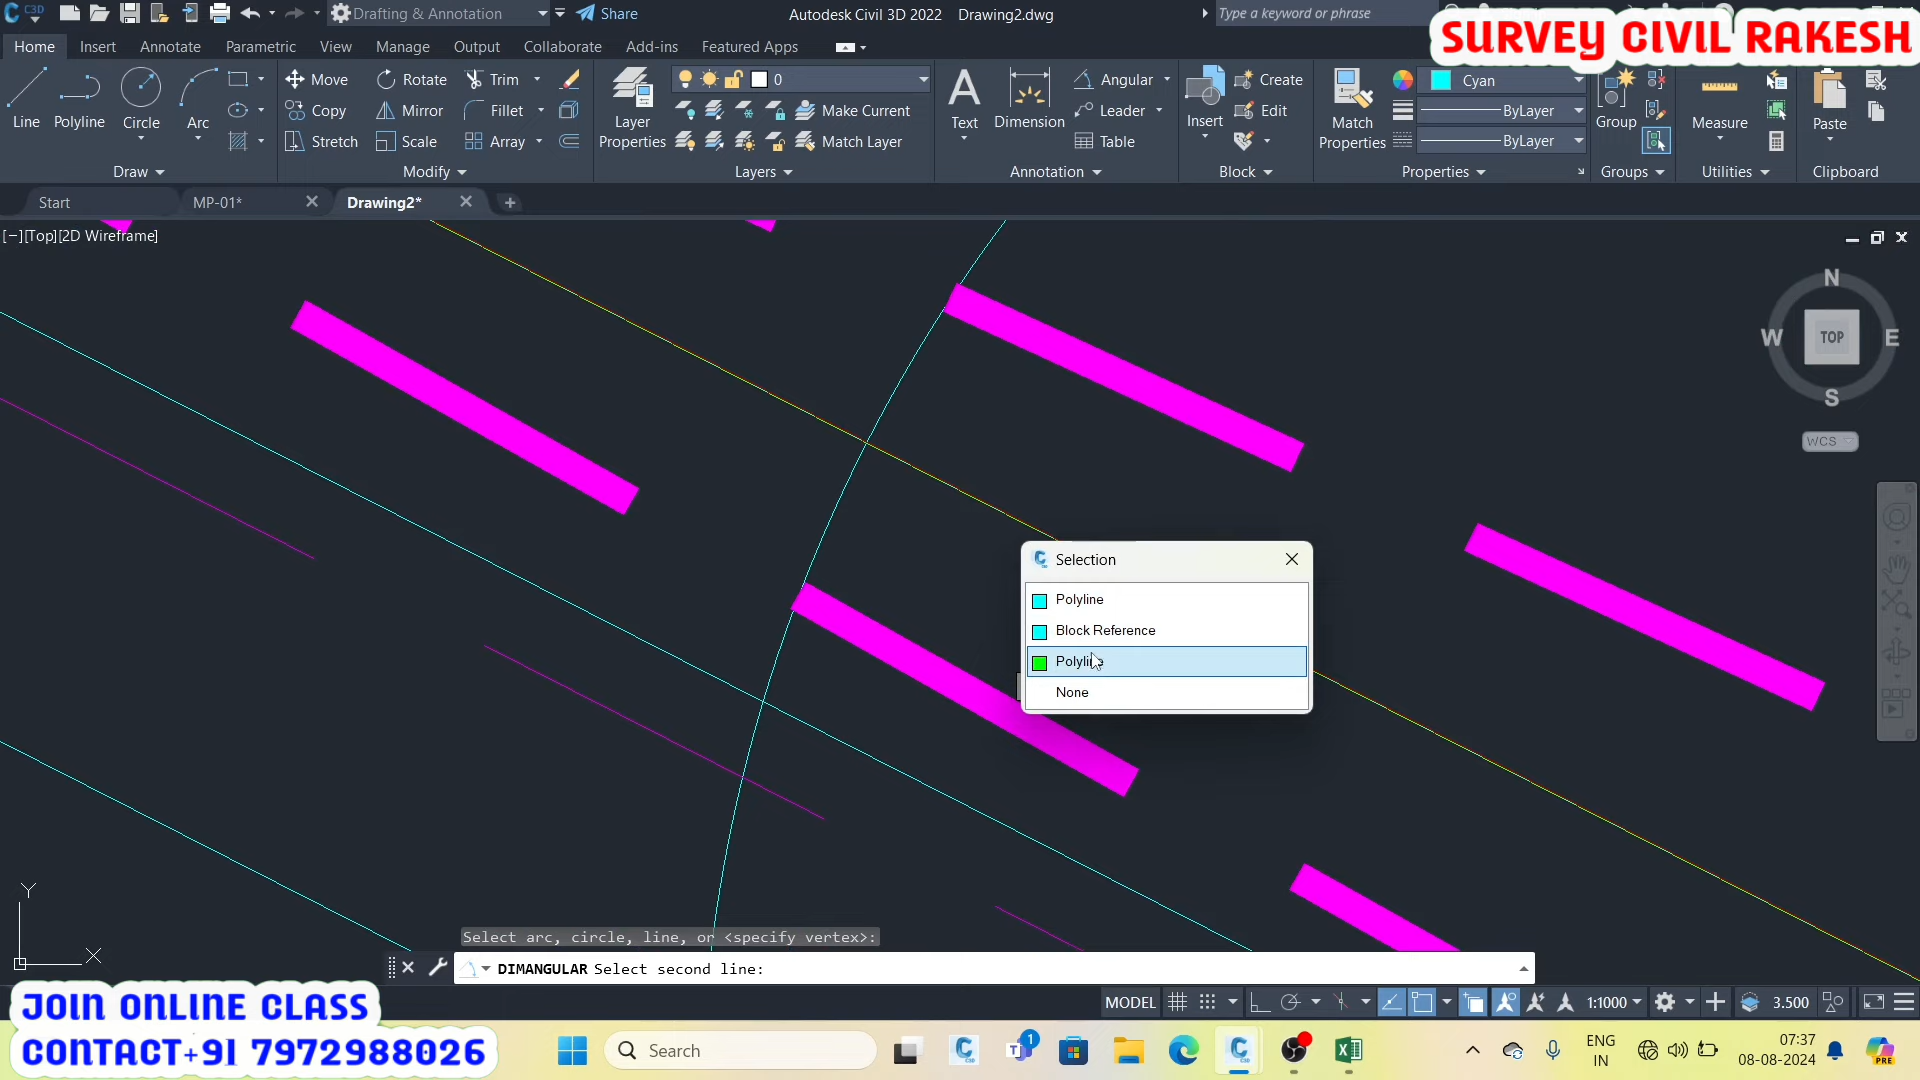 Drafting & Annotation
Share
Autodesk Civil 3D 2022 Drawing2.dwg
Type a keyword or phrase
SURVEY CIVIL RAKESH
Home Insert Annotate Parametric View Manage Output Collaborate Add-ins Featured Apps
Line
Polyline
Circle
Arc
Draw
Move
Rotate
Trim
Copy
Mirror
Fillet
Stretch
Scale
Array
Modify
Layer
Properties
0
Make Current
Match Layer
Layers
Text
Dimension
Angular
Leader
Table
Annotation
Insert
Create
Edit
Block
Match
Properties
Cyan
ByLayer
ByLayer
Properties
Group
Groups
Measure
Utilities
Paste
Clipboard
Start
MP-01*
Drawing2*
[−][Top][2D Wireframe]
N
W
TOP
E
S
WCS
Selection
Polyline
Block Reference
Polyline
None
Y
X
Select arc, circle, line, or <specify vertex>:
DIMANGULAR Select second line:
MODEL
1:1000
3.500
JOIN ONLINE CLASS
CONTACT+91 7972988026
C3D
Search
1
ENG
IN
07:37
08-08-2024
PRE